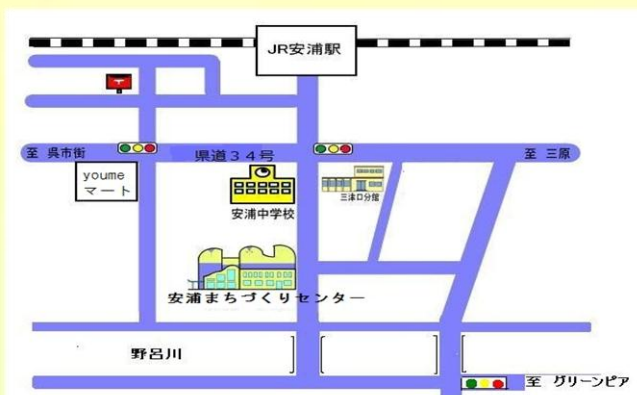 JR安浦駅
至 呉市街
県道34号
至 三原
youme
マート
安浦中学校
三津口分館
安浦まちづくりセンター
野呂川
至 グリーンピア